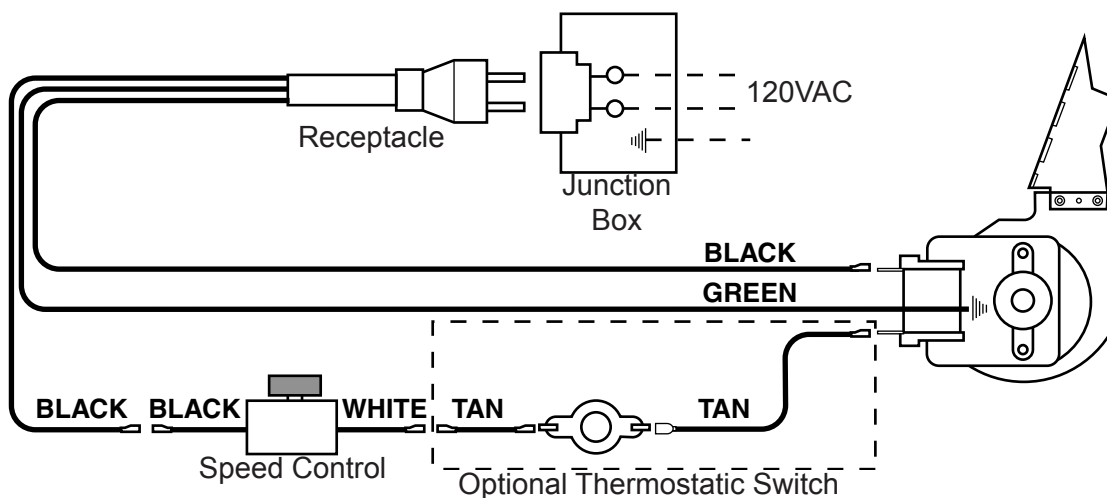 120VAC
Receptacle
Junction
Box
BLACK
GREEN
BLACK BLACK WHITE TAN TAN
Speed Control
Optional Thermostatic Switch